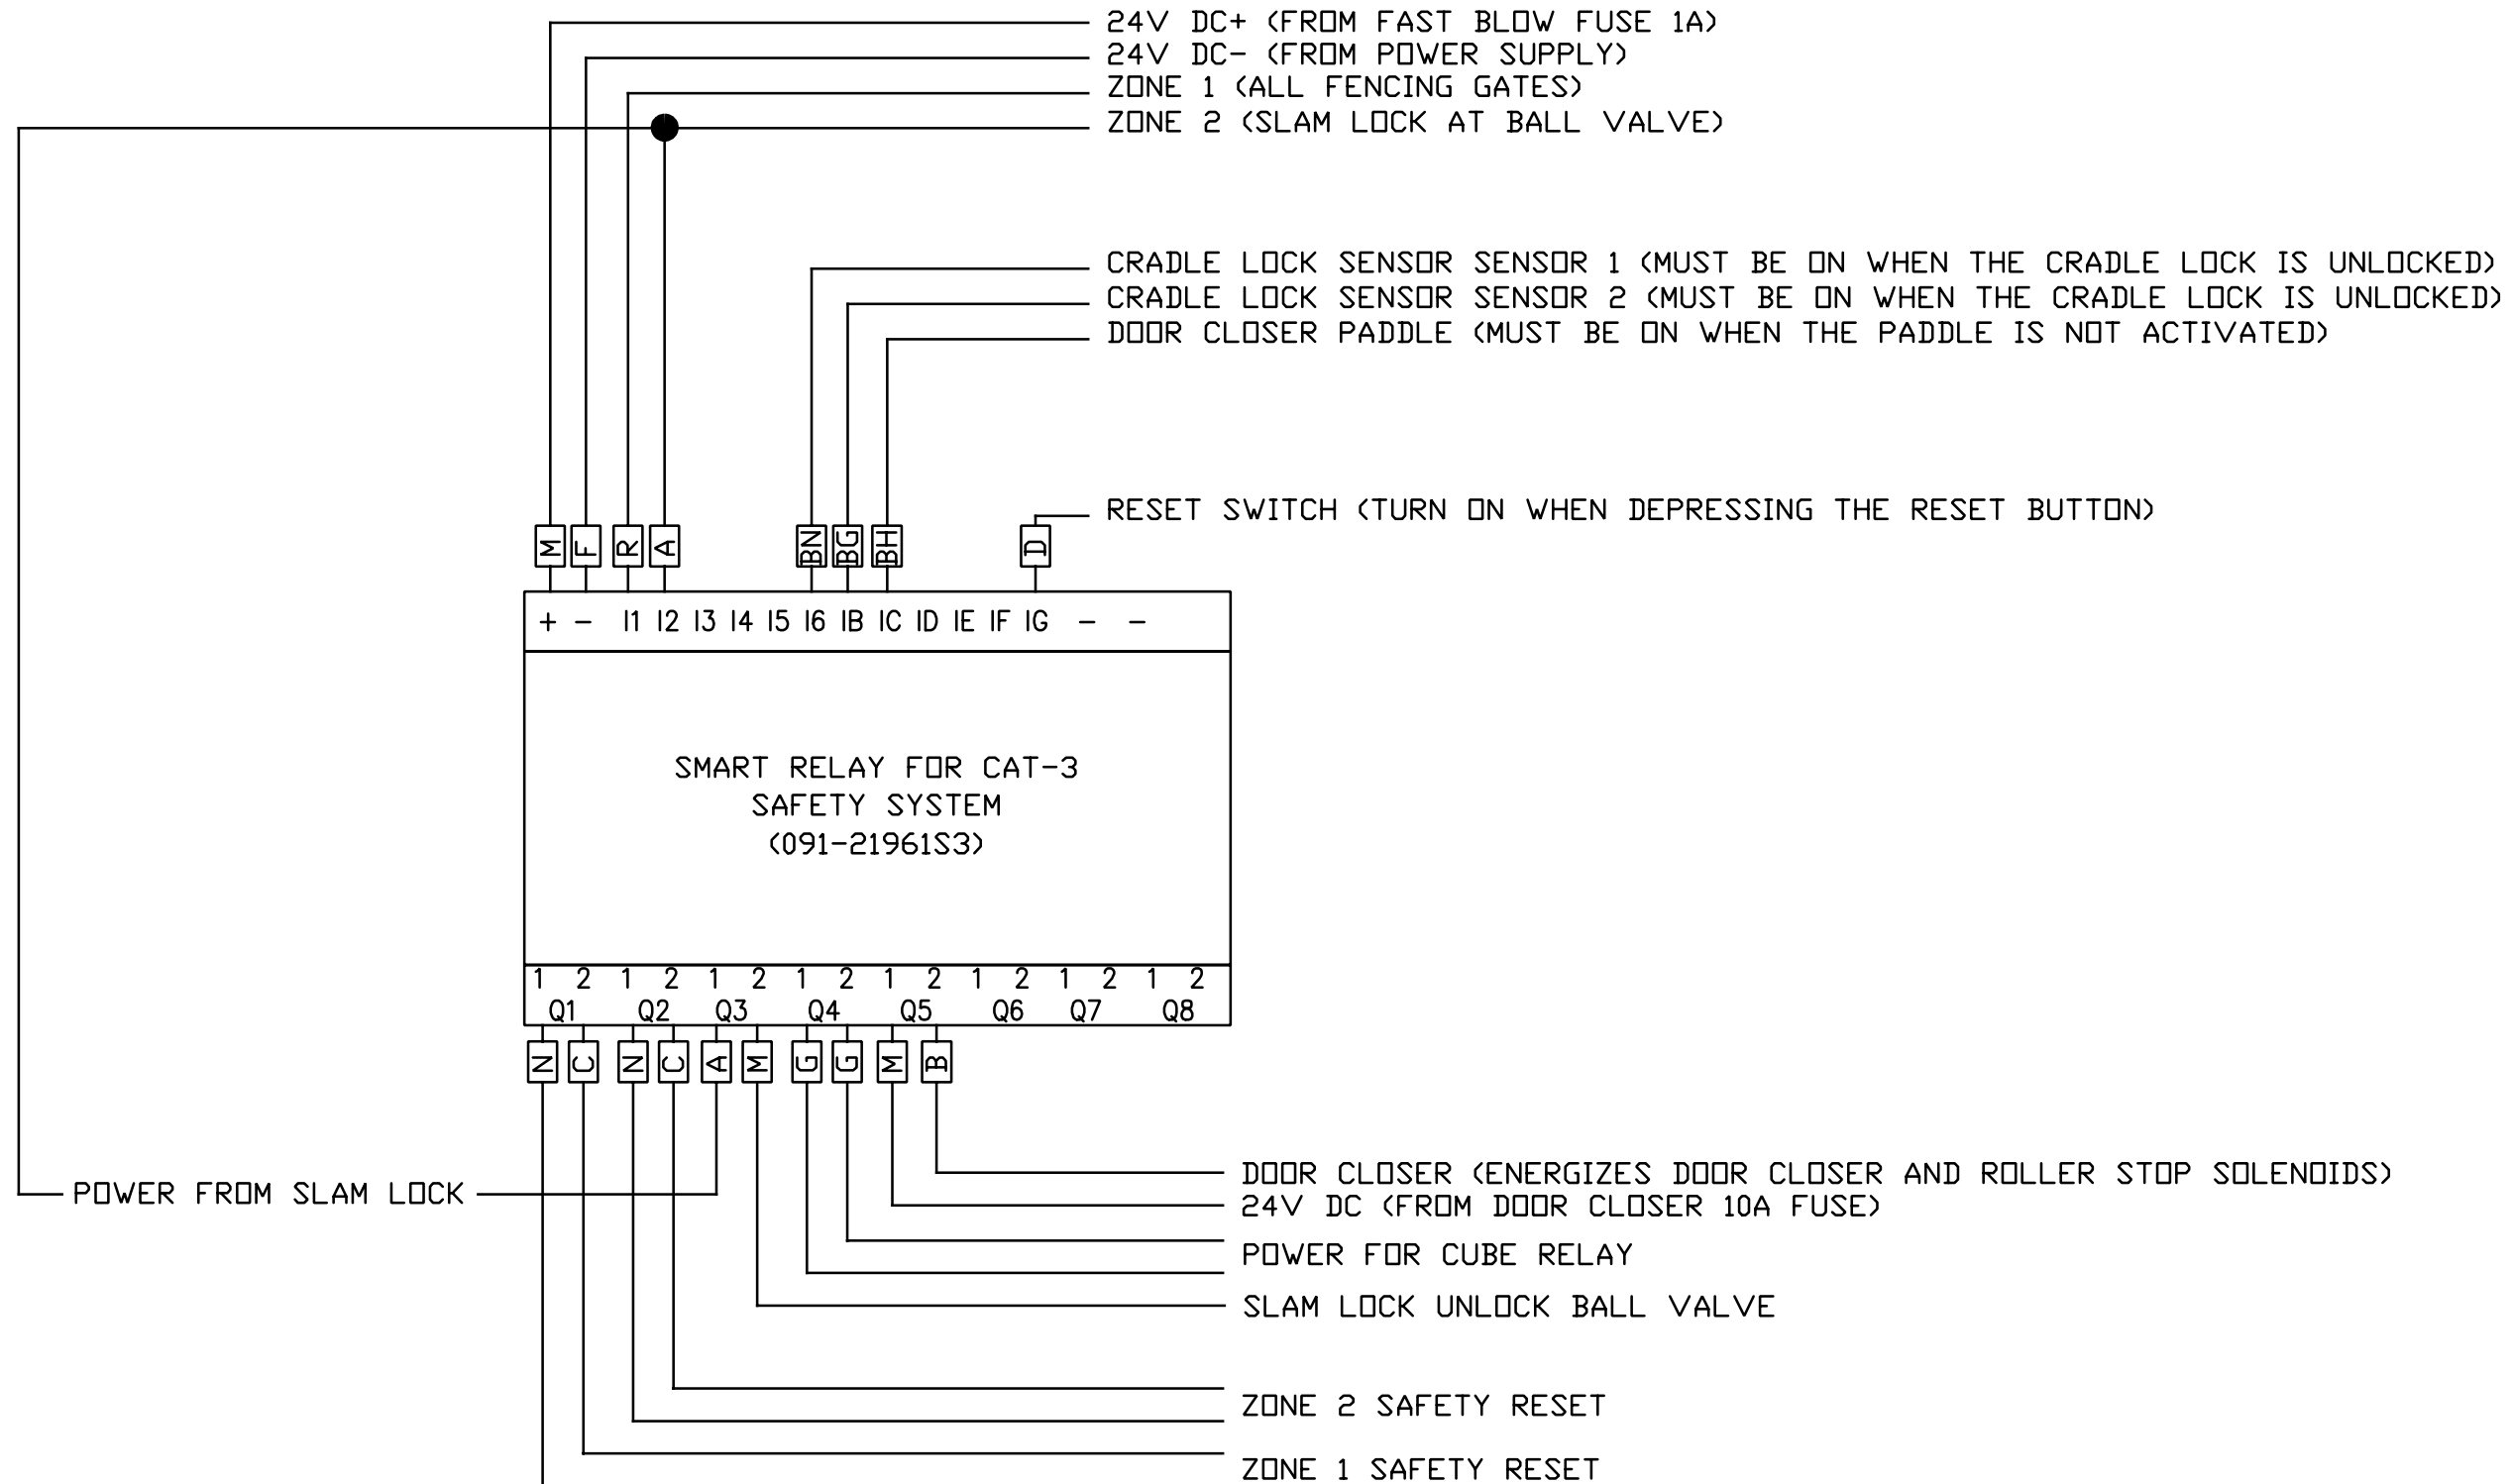 24V DC+ (FROM FAST BLOW FUSE 1A)
24V DC- (FROM POWER SUPPLY)
ZONE 1 (ALL FENCING GATES)
ZONE 2 (SLAM LOCK AT BALL VALVE)
CRADLE LOCK SENSOR SENSOR 1 (MUST BE ON WHEN THE CRADLE LOCK IS UNLOCKED)
CRADLE LOCK SENSOR SENSOR 2 (MUST BE ON WHEN THE CRADLE LOCK IS UNLOCKED)
DOOR CLOSER PADDLE (MUST BE ON WHEN THE PADDLE IS NOT ACTIVATED)
RESET SWITCH (TURN ON WHEN DEPRESSING THE RESET BUTTON)
M F R A BN BG BH D
+ - I1 I2 I3 I4 I5 I6 IB IC ID IE IF IG - -
SMART RELAY FOR CAT-3
SAFETY SYSTEM
(091-21961S3)
1 2 1 2 1 2 1 2 1 2 1 2 1 2 1 2
Q1 Q2 Q3 Q4 Q5 Q6 Q7 Q8
N C N C A M G G M B
DOOR CLOSER (ENERGIZES DOOR CLOSER AND ROLLER STOP SOLENOIDS)
POWER FROM SLAM LOCK
24V DC (FROM DOOR CLOSER 10A FUSE)
POWER FOR CUBE RELAY
SLAM LOCK UNLOCK BALL VALVE
ZONE 2 SAFETY RESET
ZONE 1 SAFETY RESET